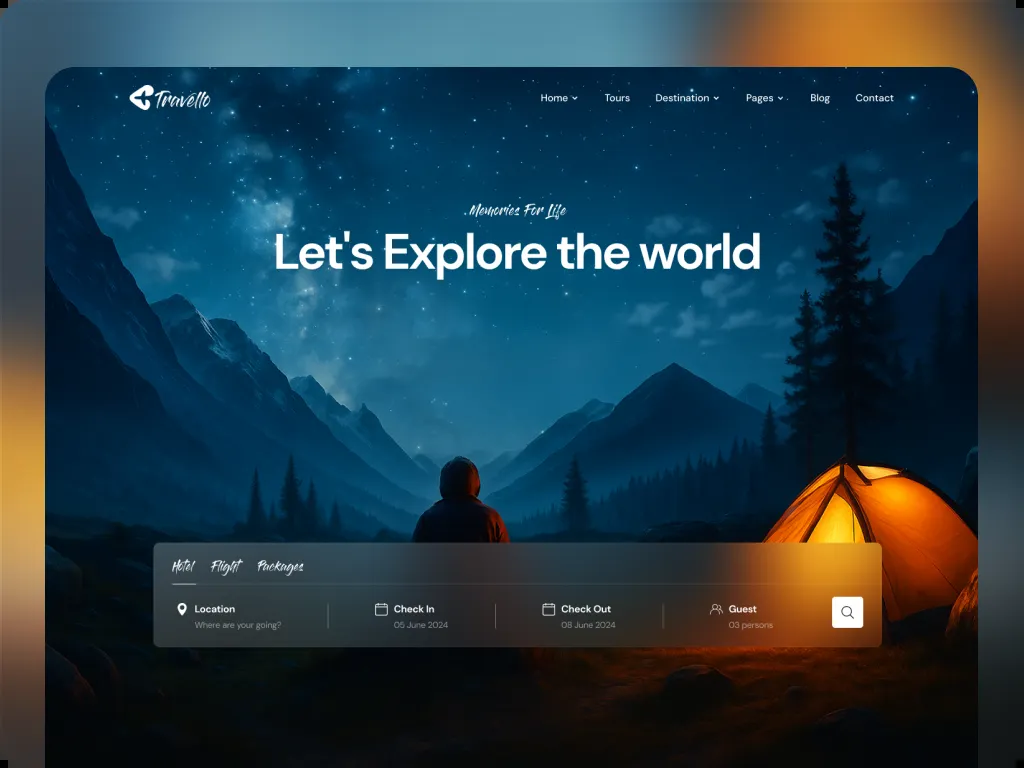 Travello
Home Tours Destination Pages Blog Contact
Memories For Life
Let's Explore the world
Hotel Flight Packages
Location Check In Check Out Guest
Where are your going? 05 June 2024 08 June 2024 03 persons